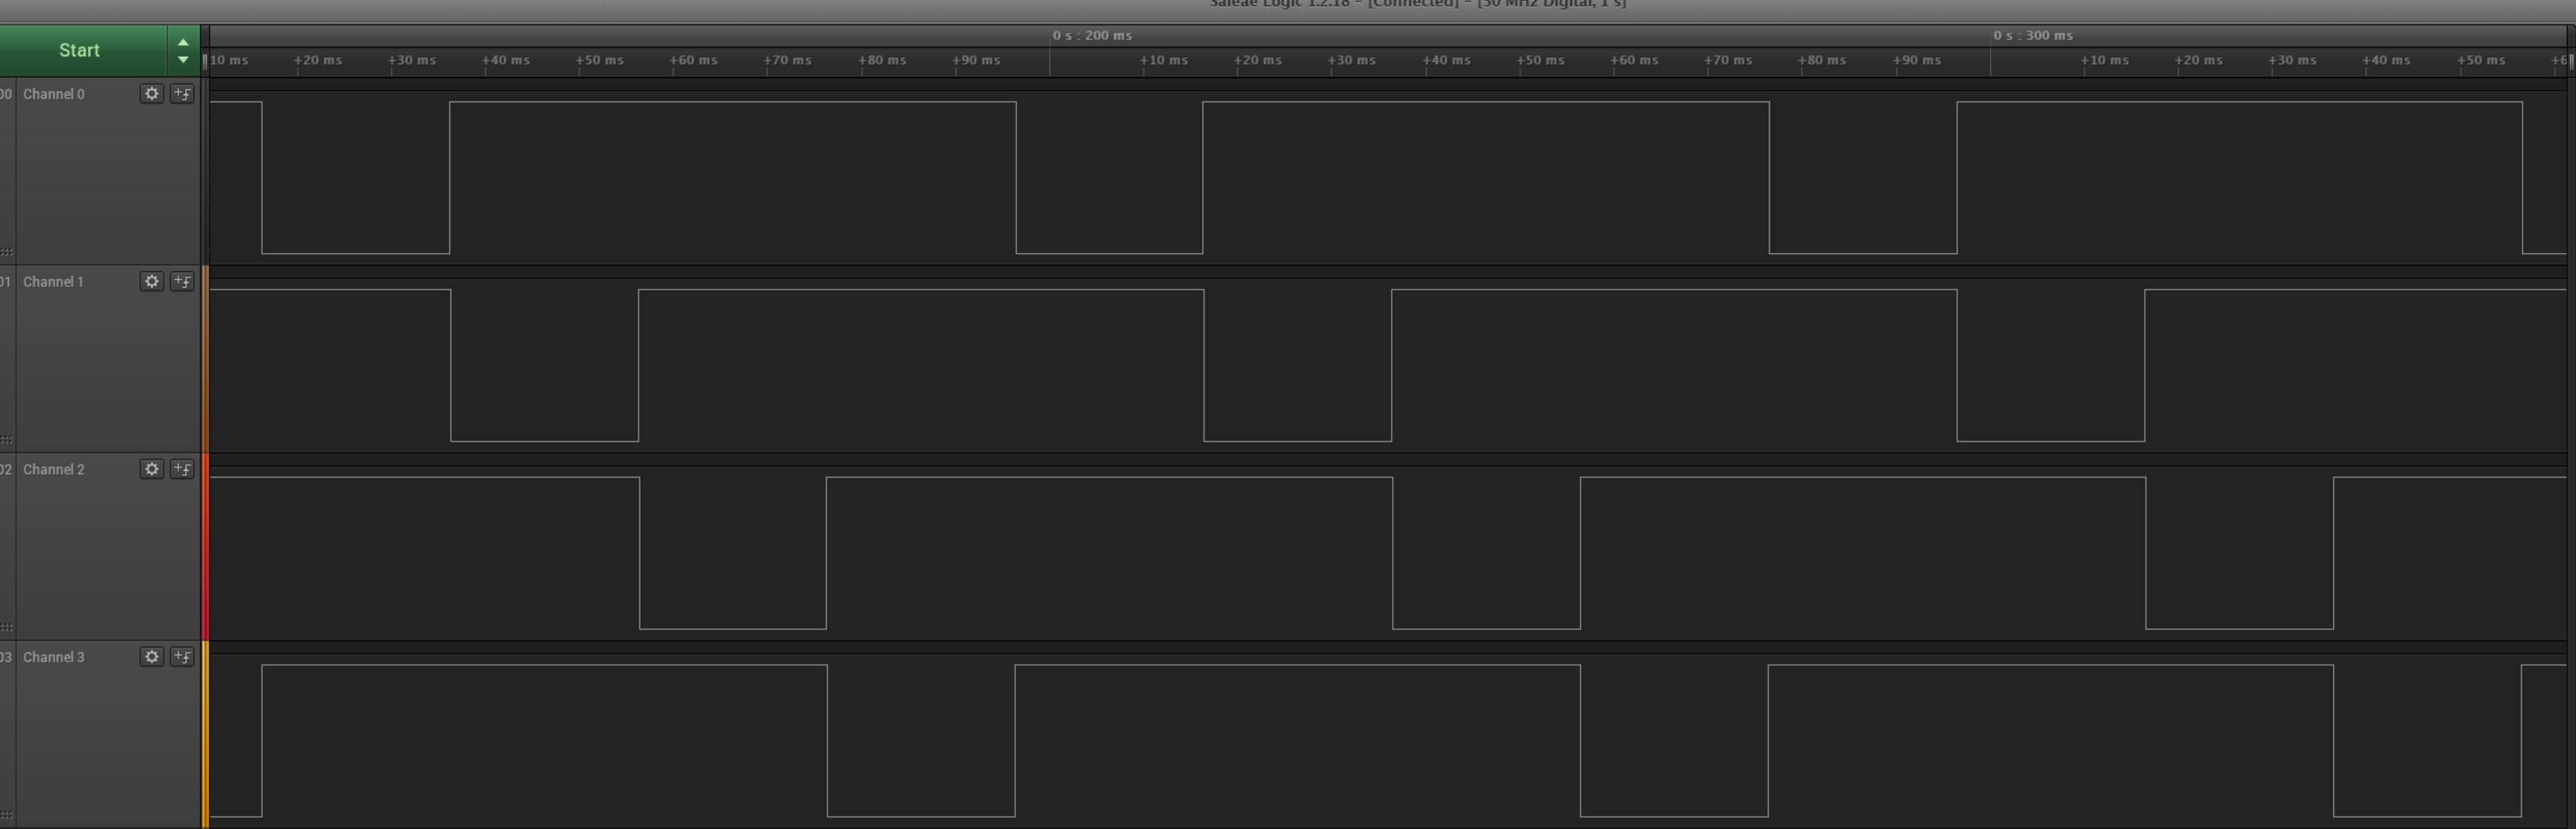 Saleae Logic 1.2.18 - [Connected] - [50 MHz Digital, 1 s]
Start
0 s : 200 ms 0 s : 300 ms
10 ms +20 ms +30 ms +40 ms +50 ms +60 ms +70 ms +80 ms +90 ms +10 ms +20 ms +30 ms +40 ms +50 ms +60 ms +70 ms +80 ms +90 ms +10 ms +20 ms +30 ms +40 ms +50 ms +6
00 Channel 0
01 Channel 1
02 Channel 2
03 Channel 3